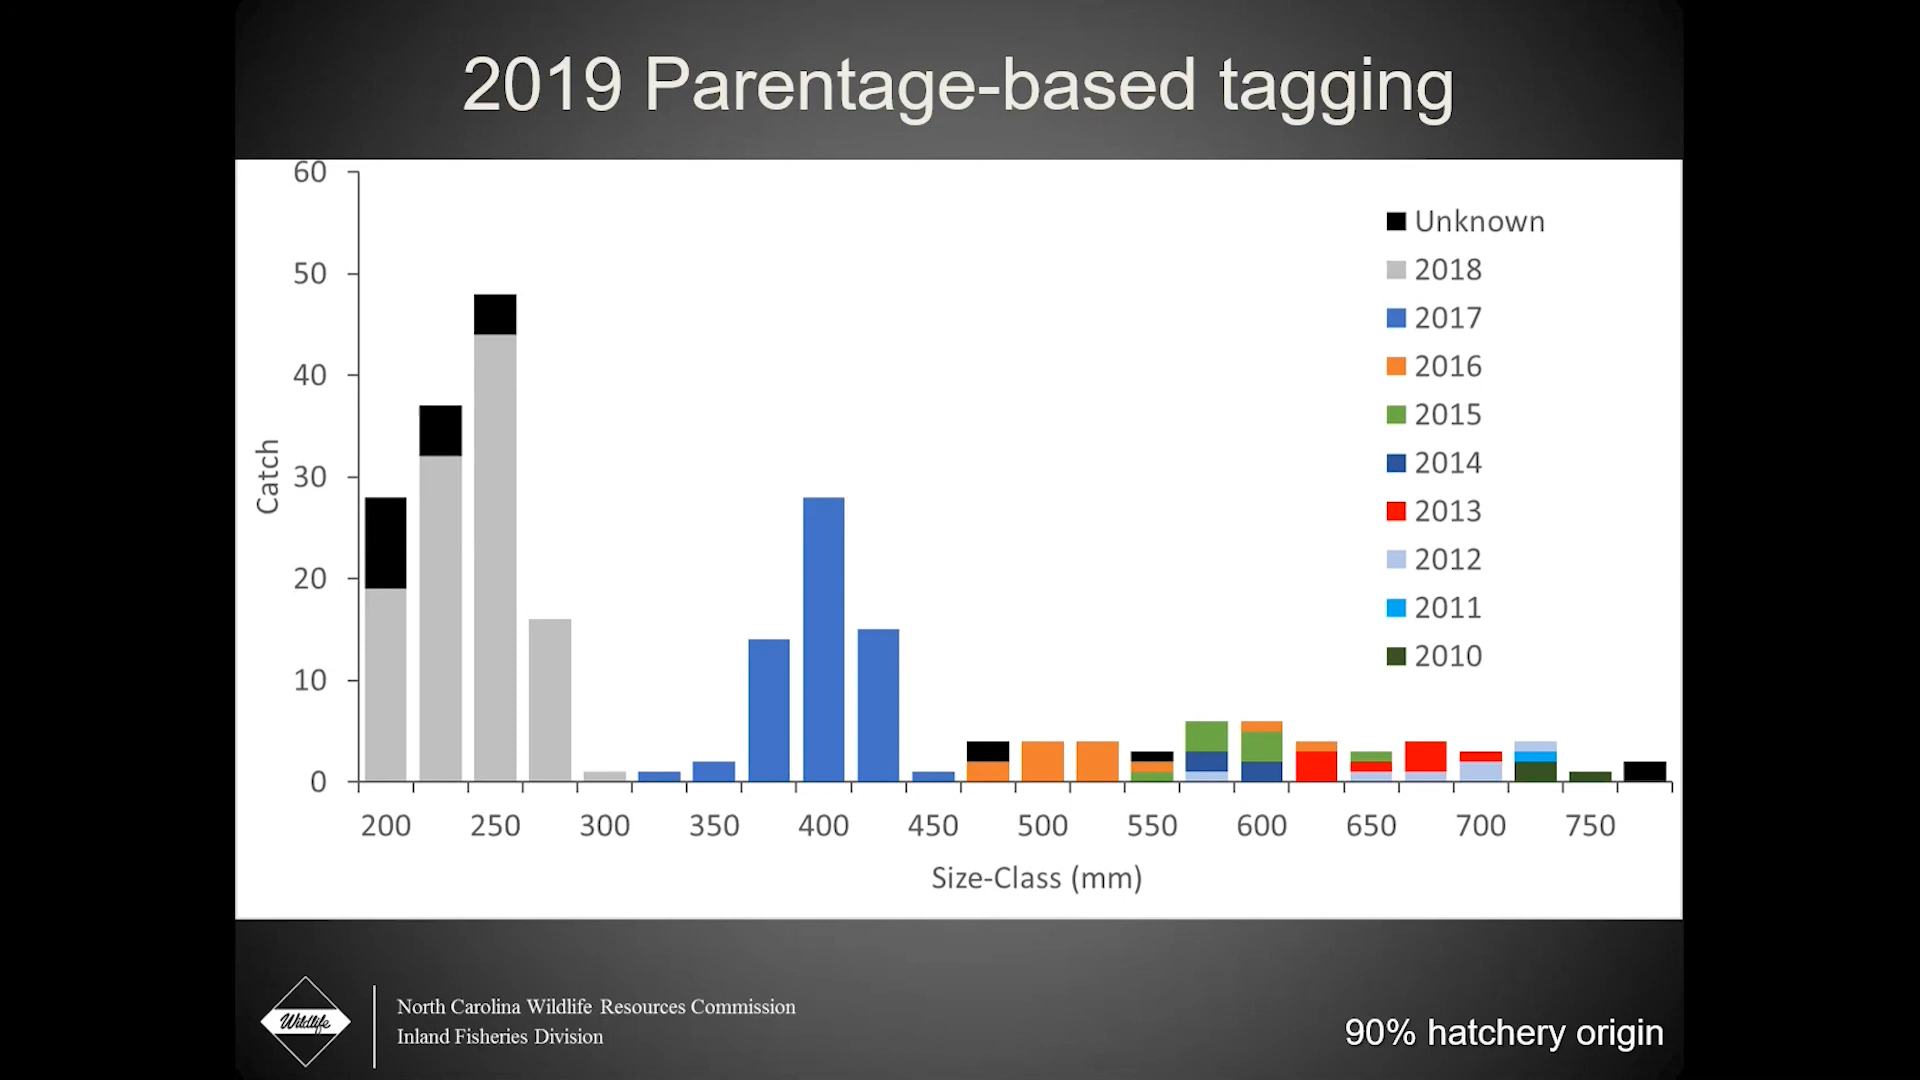 2019 Parentage-based tagging
60
50
40
30
20
10
0
Catch
200 250 300 350 400 450 500 550 600 650 700 750
Size-Class (mm)
Unknown
2018
2017
2016
2015
2014
2013
2012
2011
2010
Wildlife
North Carolina Wildlife Resources Commission
Inland Fisheries Division
90% hatchery origin